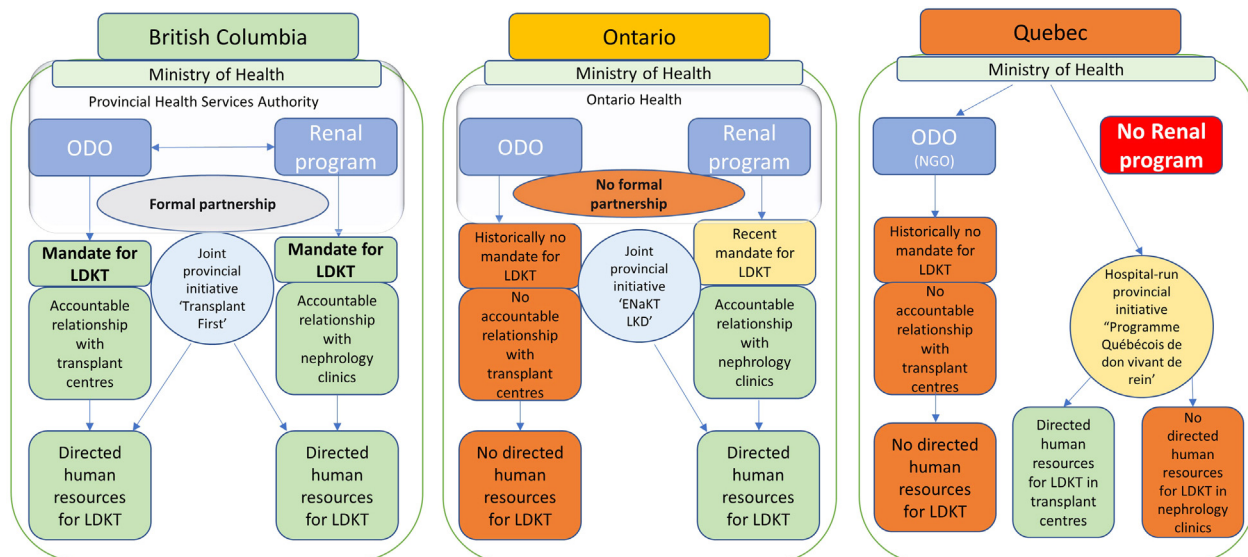 British Columbia
Ministry of Health
Provincial Health Services Authority
ODO
Renal
program
Formal partnership
Mandate for
LDKT
Joint
provincial
initiative
‘Transplant
First’
Mandate for
LDKT
Accountable
relationship
with
transplant
centres
Accountable
relationship
with
nephrology
clinics
Directed
human
resources
for LDKT
Directed
human
resources
for LDKT
Ontario
Ministry of Health
Ontario Health
ODO
Renal
program
No formal
partnership
Historically no
mandate for
LDKT
Joint
provincial
initiative
‘ENaKT
LKD’
Recent
mandate for
LDKT
No
accountable
relationship
with
transplant
centres
Accountable
relationship
with
nephrology
clinics
No directed
human
resources
for LDKT
Directed
human
resources
for LDKT
Quebec
Ministry of Health
ODO
(NGO)
No Renal
program
Historically no
mandate for
LDKT
No
accountable
relationship
with
transplant
centres
Hospital-run
provincial
initiative
“Programme
Québécois de
don vivant de
rein’
No directed
human
resources
for LDKT
Directed
human
resources
for LDKT in
transplant
centres
No
directed
human
resources for
LDKT in
nephrology
clinics